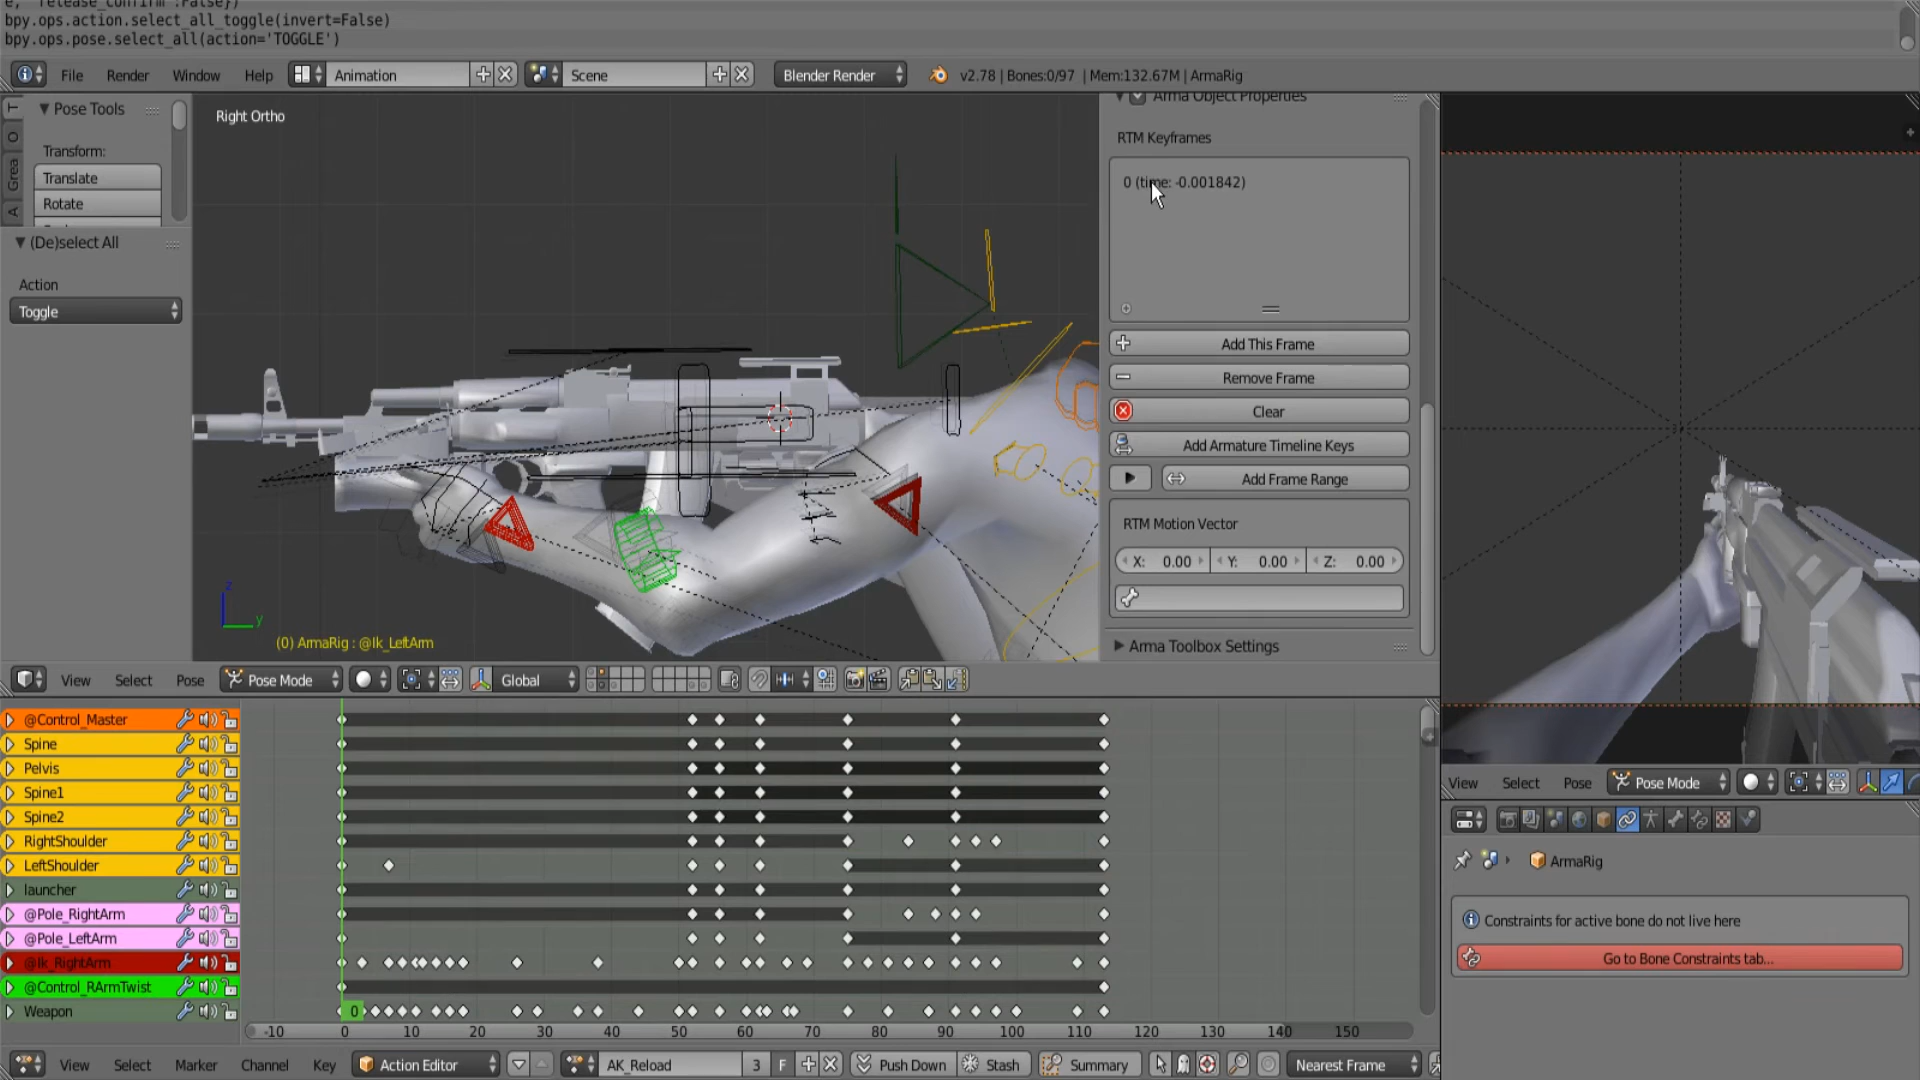 e, "release_confirm":False})
bpy.ops.action.select_all_toggle(invert=False)
bpy.ops.pose.select_all(action='TOGGLE')
File Render Window Help Animation Scene Blender Render v2.78 | Bones:0/97 | Mem:132.67M | ArmaRig
T
O
Grea
A
Pose Tools
Transform:
Translate
Rotate
(De)select All
Action
Toggle
Right Ortho
z
y
(0) ArmaRig : @Ik_LeftArm
Arma Object Properties
RTM Keyframes
0 (time: -0.001842)
Add This Frame
Remove Frame
Clear
Add Armature Timeline Keys
Add Frame Range
RTM Motion Vector
X: 0.00 Y: 0.00 Z: 0.00
Arma Toolbox Settings
View Select Pose Pose Mode Global
@Control_Master
Spine
Pelvis
Spine1
Spine2
RightShoulder
LeftShoulder
launcher
@Pole_RightArm
@Pole_LeftArm
@Ik_RightArm
@Control_RArmTwist
Weapon
0
-10 0 10 20 30 40 50 60 70 80 90 100 110 120 130 140 150
View Select Marker Channel Key Action Editor AK_Reload 3 F Push Down Stash Summary Nearest Frame
View Select Pose Pose Mode
ArmaRig
Constraints for active bone do not live here
Go to Bone Constraints tab...